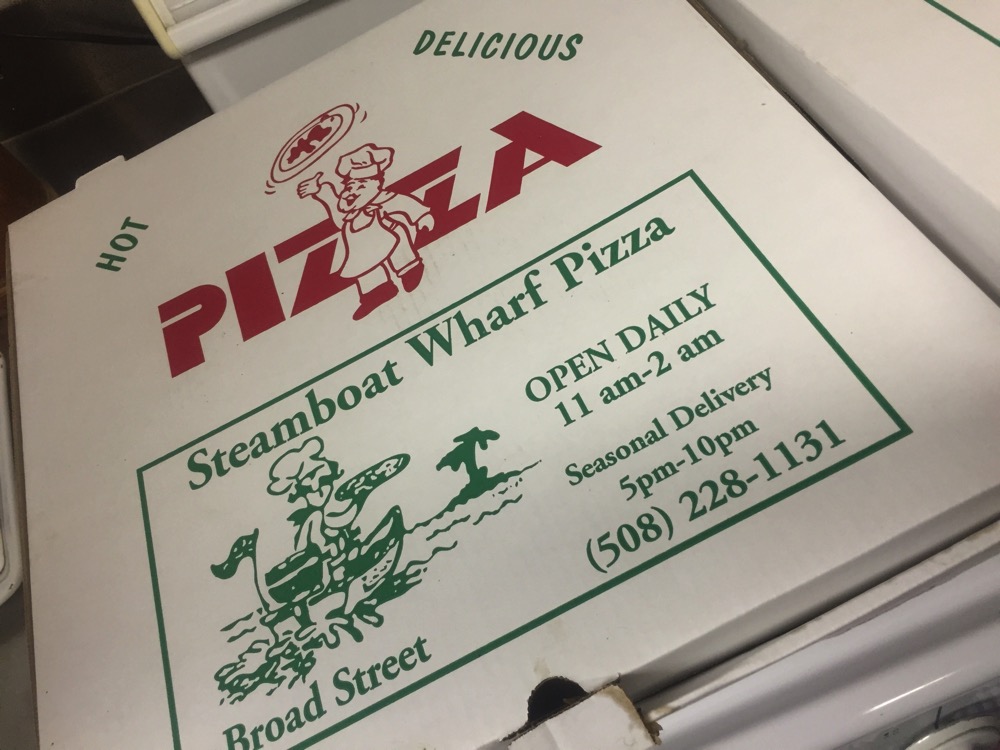 DELICIOUS
HOT
PIZZA
Steamboat Wharf Pizza
OPEN DAILY
11 am-2 am
Seasonal Delivery
5pm-10pm
(508) 228-1131
Broad Street